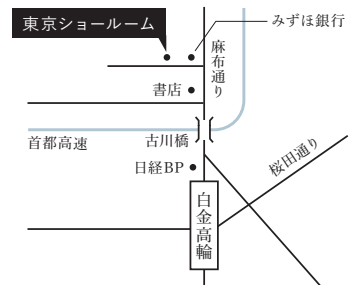 東京ショールーム
みずほ銀行
麻布通り
書店
首都高速
古川橋
日経BP
桜田通り
白金高輪